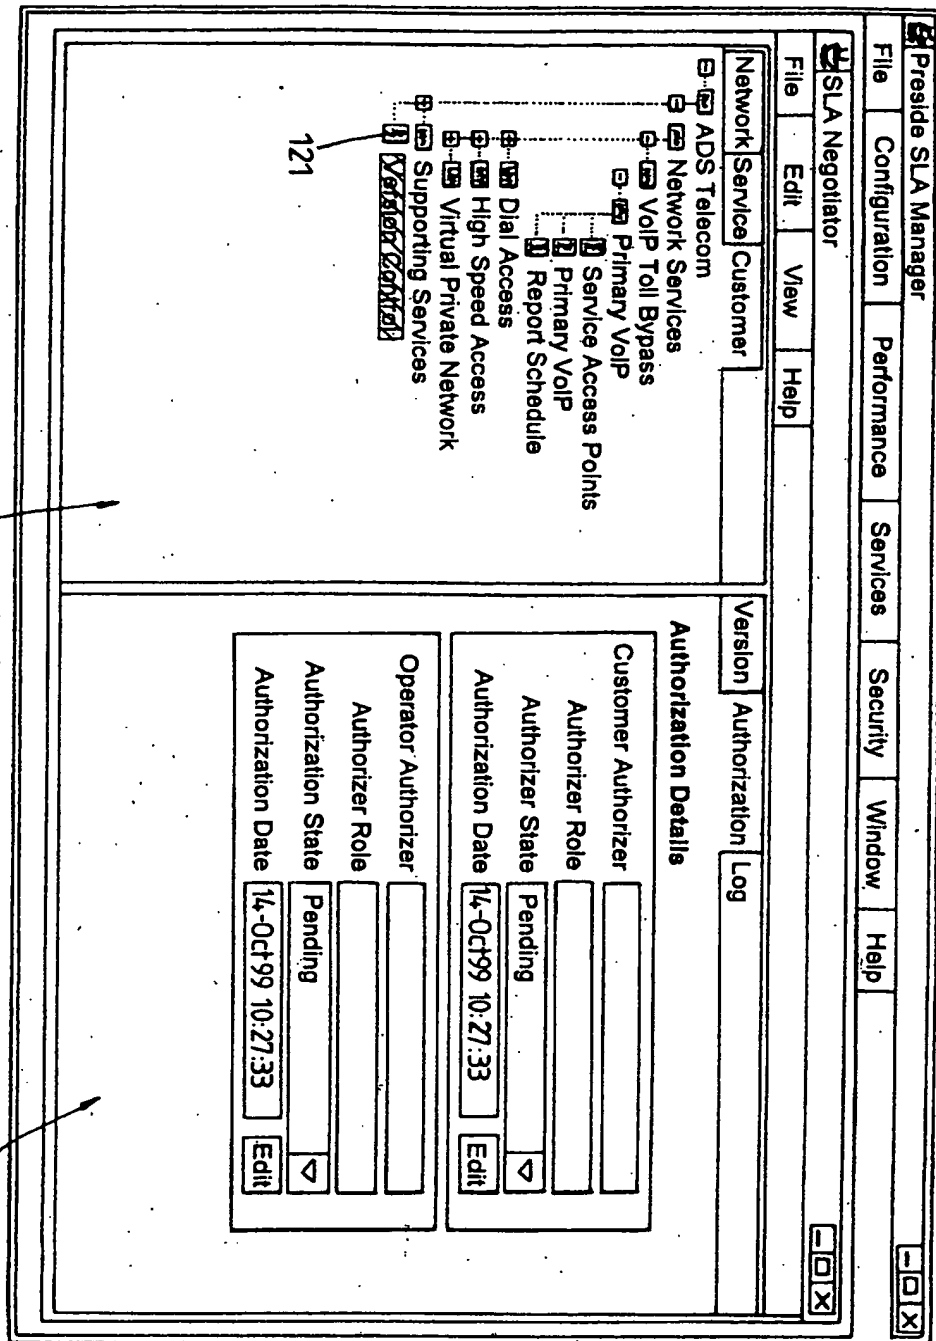 Preside SLA Manager
File Configuration Performance Services Security Window Help
SLA Negotiator
File Edit View Help
Network Service Customer
ADS Telecom
Network Services
VoIP Toll Bypass
Primary VoIP
Service Access Points
Primary VoIP
Report Schedule
Dial Access
High Speed Access
Virtual Private Network
Supporting Services
Version Control
121
Version Authorization Log
Authorization Details
Customer Authorizer
Authorizer Role
Authorizer State Pending
Authorization Date 14-Oct99 10:27:33 Edit
Operator Authorizer
Authorizer Role
Authorization State Pending
Authorization Date 14-Oct99 10:27:33 Edit